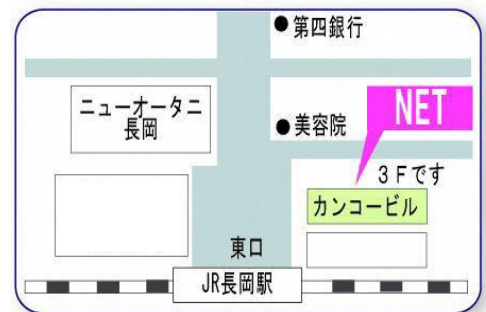 ●第四銀行
ニューオータニ
長岡
●美容院
NET
3Fです
カンコービル
東口
JR長岡駅